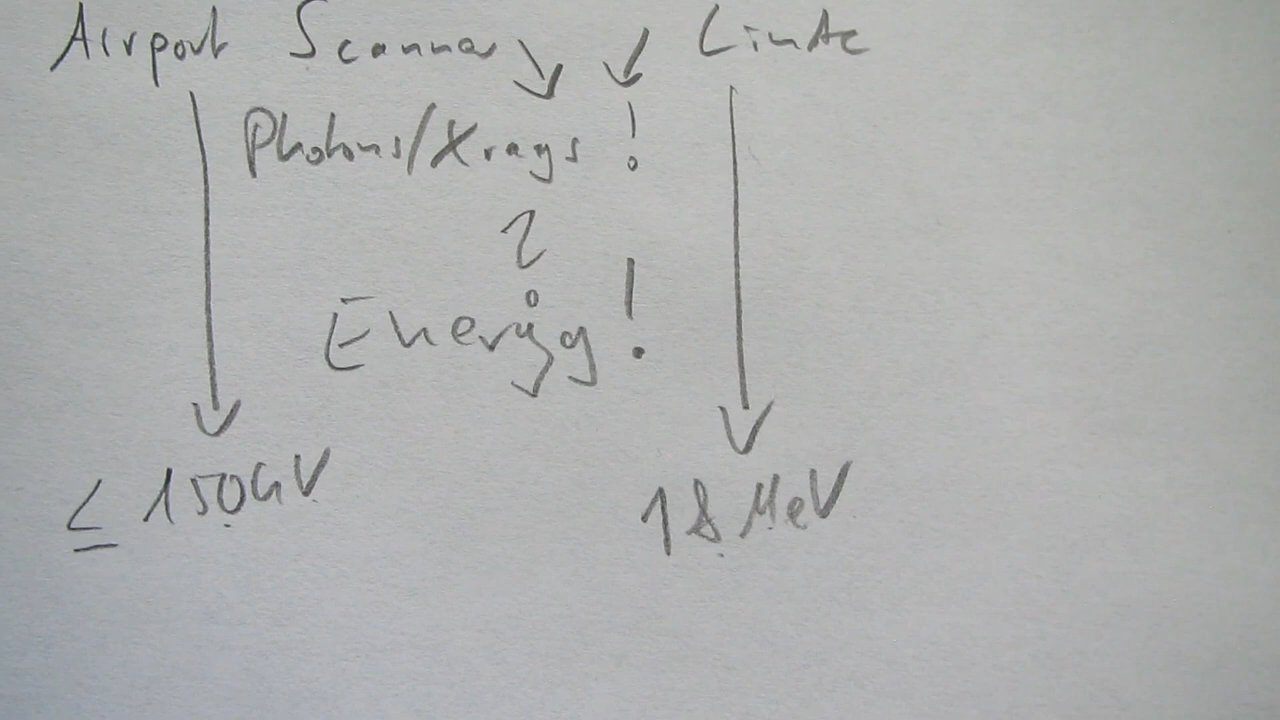 Airport Scanner ↘ ↙ LinAc
Photons/Xrays !
?
Energy !
≤ 150kV 18 MeV